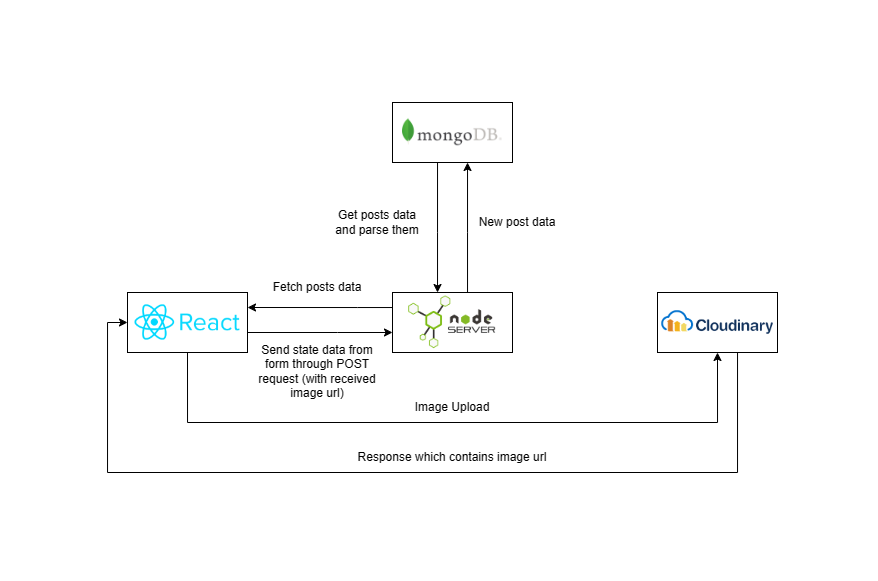 mongoDB.
Get posts data
and parse them
New post data
Fetch posts data
React
node
SERVER
Cloudinary
Send state data from
form through POST
request (with received
image url)
Image Upload
Response which contains image url